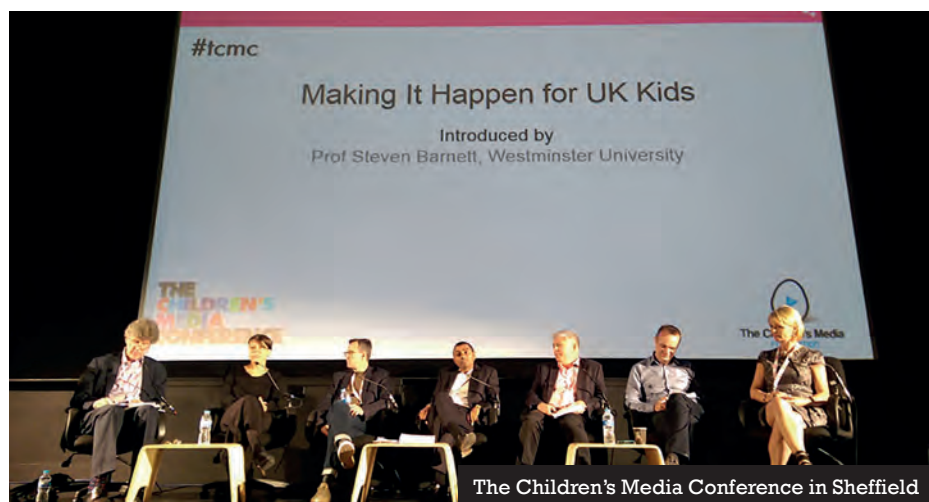 #tcmc
Making It Happen for UK Kids
Introduced by
Prof Steven Barnett, Westminster University
THE
CHILDREN'S
MEDIA
CONFERENCE
The Children's Media
The Children's Media Conference in Sheffield